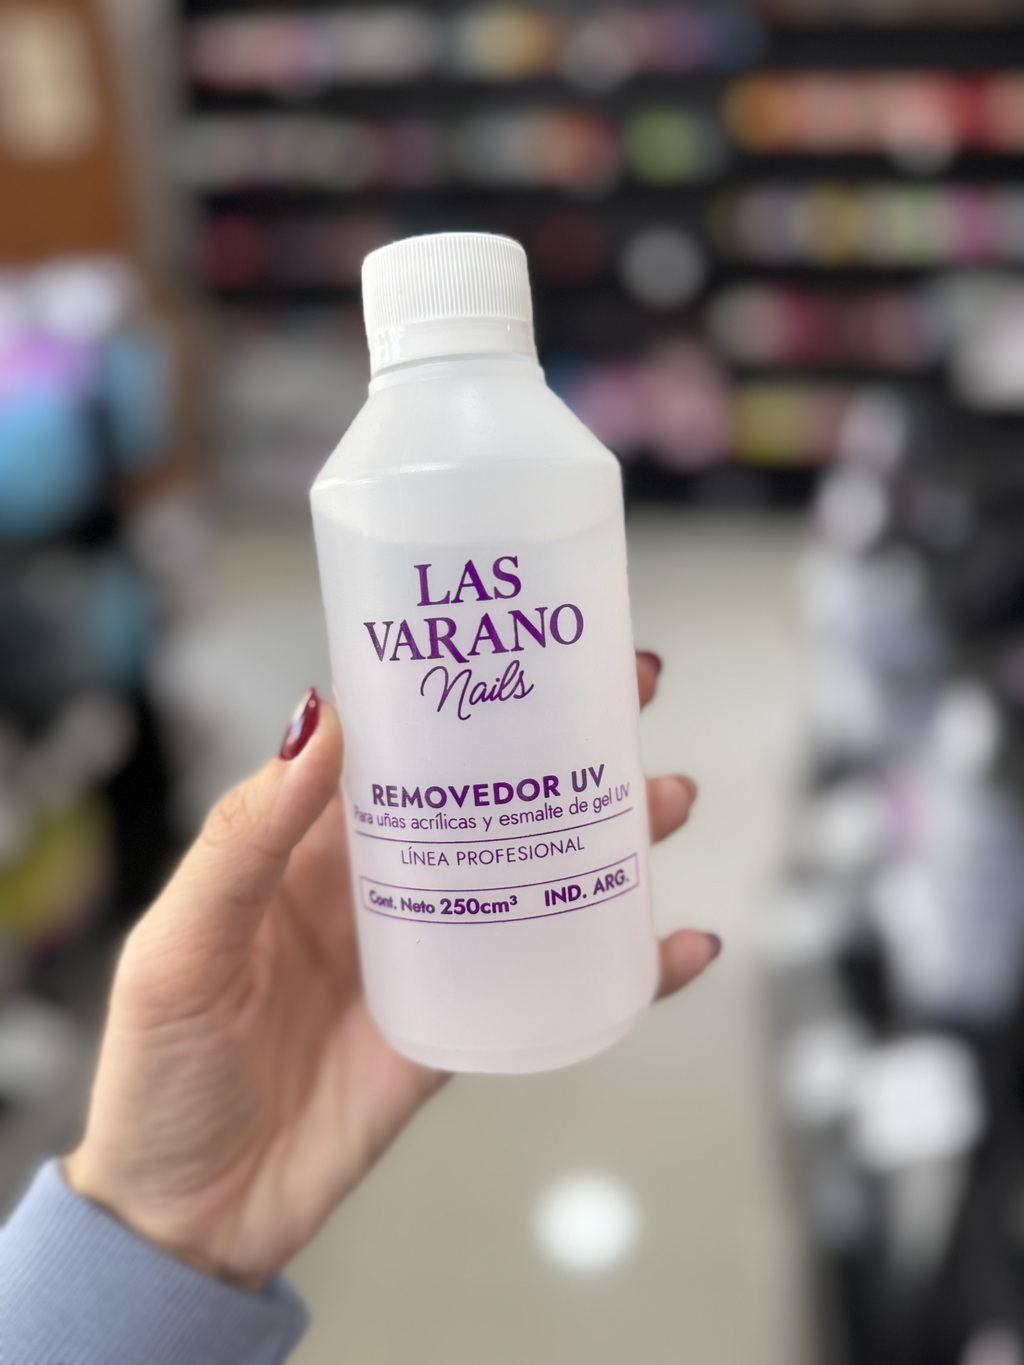 LAS
VARANO
Nails
REMOVEDOR UV
Para uñas acrílicas y esmalte de gel UV
LÍNEA PROFESIONAL
Cont. Neto 250cm³ IND. ARG.